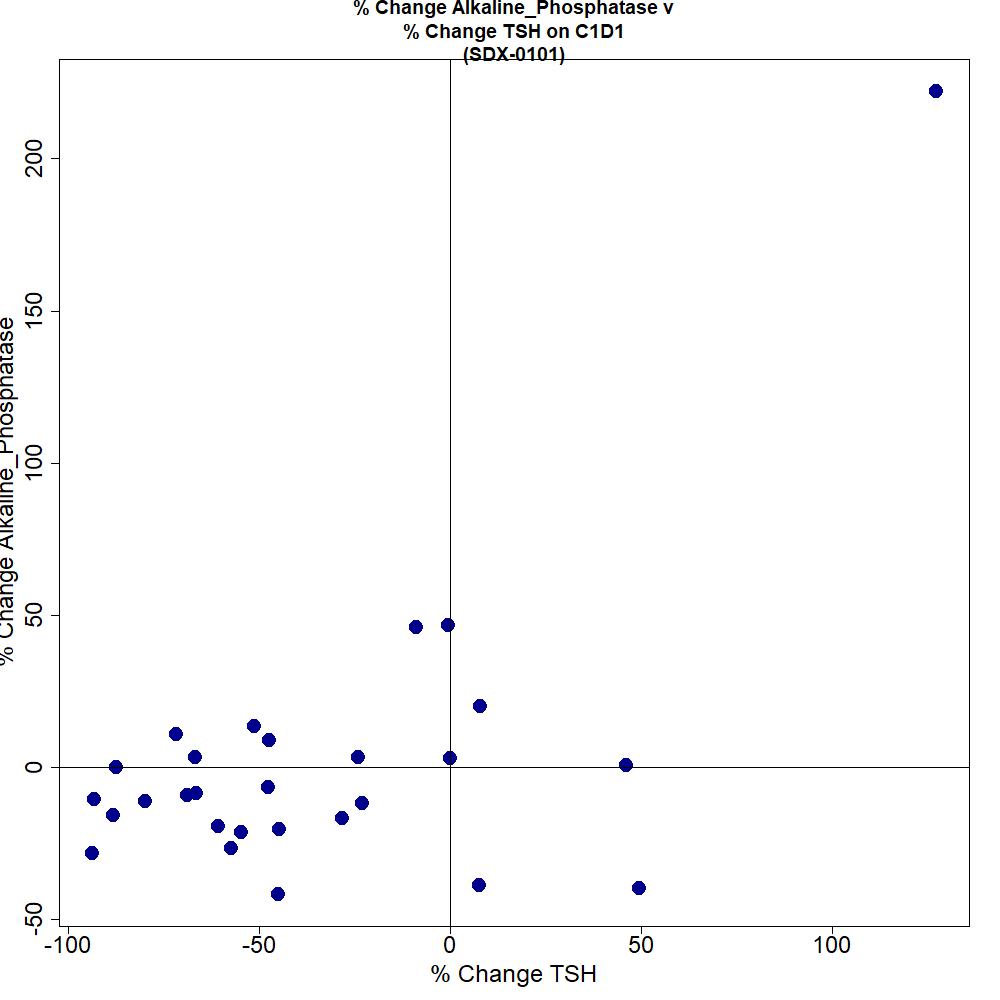 % Change Alkaline_Phosphatase v
% Change TSH on C1D1
(SDX-0101)
% Change Alkaline_Phosphatase
200
150
100
50
0
-50
-100
-50
0
50
100
% Change TSH